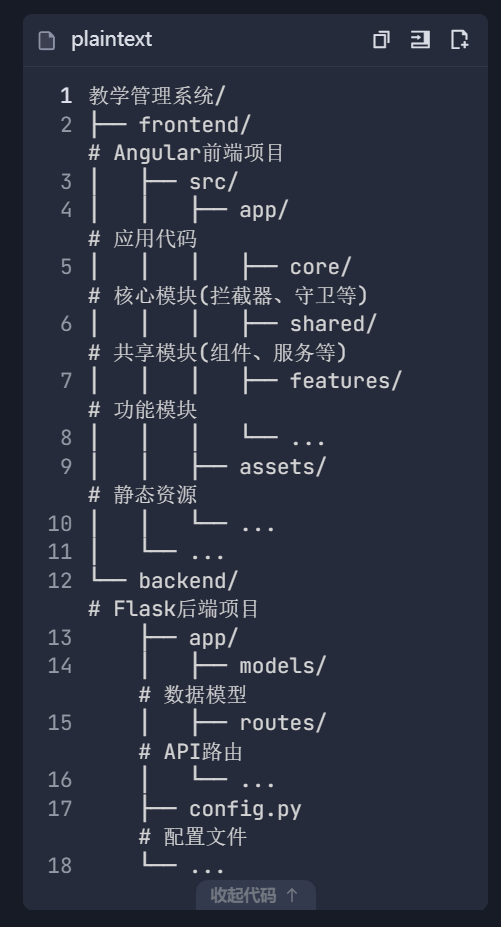 plaintext
1 教学管理系统/
2 ├── frontend/
# Angular前端项目
3 │   ├── src/
4 │   │   ├── app/
# 应用代码
5 │   │   │   ├── core/
# 核心模块(拦截器、守卫等)
6 │   │   │   ├── shared/
# 共享模块(组件、服务等)
7 │   │   │   ├── features/
# 功能模块
8 │   │   │   └── ...
9 │   │   ├── assets/
# 静态资源
10 │   │   └── ...
11 │   └── ...
12 └── backend/
# Flask后端项目
13     ├── app/
14     │   ├── models/
    # 数据模型
15     │   ├── routes/
    # API路由
16     │   └── ...
17     ├── config.py
    # 配置文件
18     └── ...
收起代码 ↑